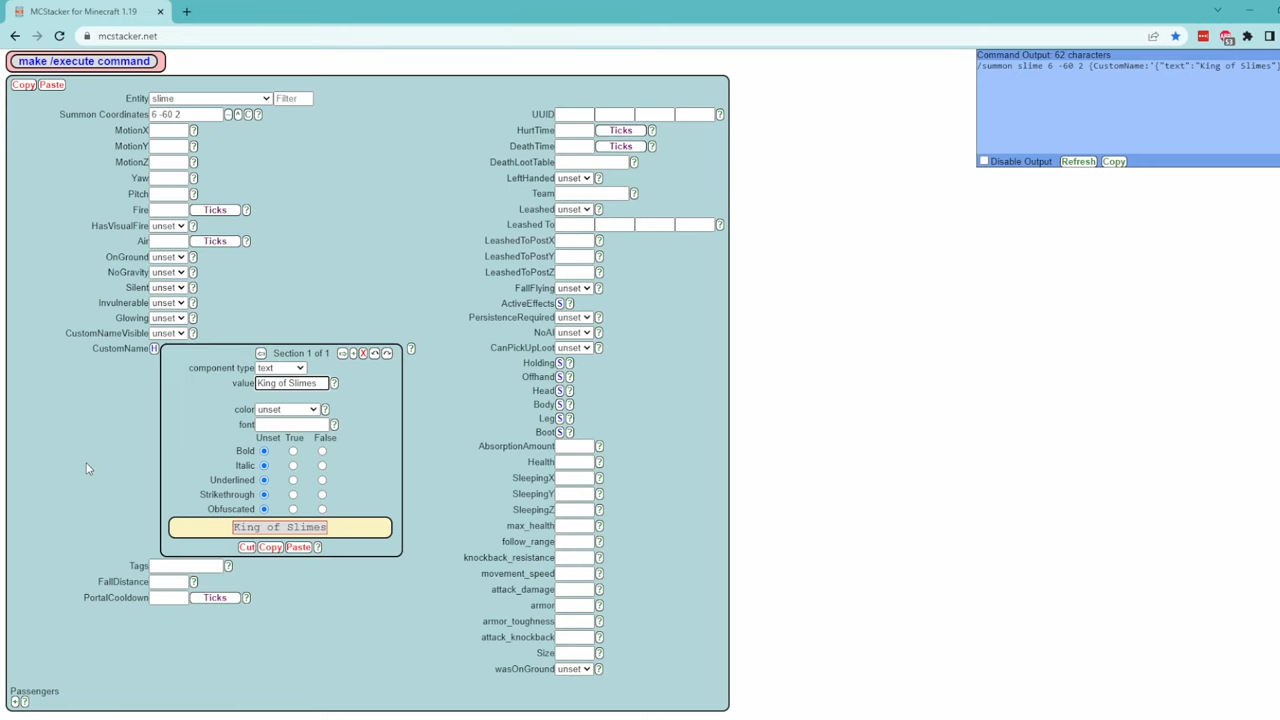 MCStacker for Minecraft 1.19
mcstacker.net
make /execute command
Copy Paste
Entity slime Filter
Summon Coordinates 6 -60 2 - ^ C ?
MotionX ?
MotionY ?
MotionZ ?
Yaw ?
Pitch ?
Fire Ticks ?
HasVisualFire unset ?
Air Ticks ?
OnGround unset ?
NoGravity unset ?
Silent unset ?
Invulnerable unset ?
Glowing unset ?
CustomNameVisible unset ?
CustomName H ?
Section 1 of 1 + X
component type text
value King of Slimes ?
color unset ?
font ?
Unset True False
Bold
Italic
Underlined
Strikethrough
Obfuscated
King of Slimes
Cut Copy Paste ?
Tags ?
FallDistance ?
PortalCooldown Ticks ?
Passengers
+ ?
UUID ?
HurtTime Ticks ?
DeathTime Ticks ?
DeathLootTable ?
LeftHanded unset ?
Team ?
Leashed unset ?
Leashed To ?
LeashedToPostX ?
LeashedToPostY ?
LeashedToPostZ ?
FallFlying unset ?
ActiveEffects S ?
PersistenceRequired unset ?
NoAI unset ?
CanPickUpLoot unset ?
Holding S ?
Offhand S ?
Head S ?
Body S ?
Leg S ?
Boot S ?
AbsorptionAmount ?
Health ?
SleepingX ?
SleepingY ?
SleepingZ ?
max_health ?
follow_range ?
knockback_resistance ?
movement_speed ?
attack_damage ?
armor ?
armor_toughness ?
attack_knockback ?
Size ?
wasOnGround unset ?
Command Output: 62 characters
/summon slime 6 -60 2 {CustomName:'{"text":"King of Slimes"}
Disable Output Refresh Copy